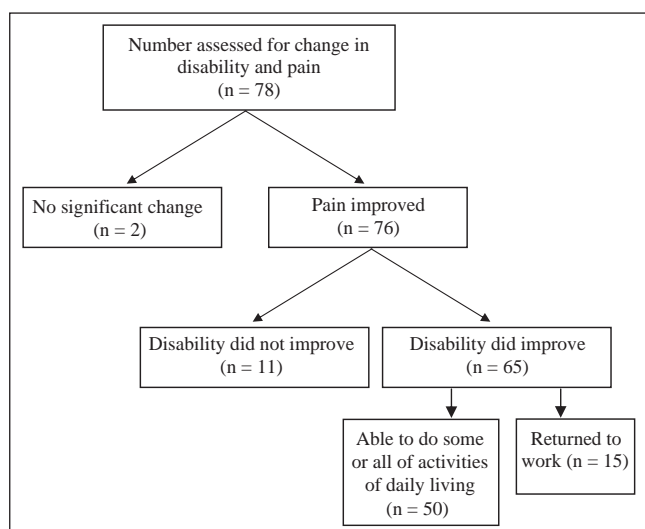 Number assessed for change in
disability and pain
(n = 78)
No significant change
(n = 2)
Pain improved
(n = 76)
Disability did not improve
(n = 11)
Disability did improve
(n = 65)
Able to do some
or all of activities
of daily living
(n = 50)
Returned to
work (n = 15)